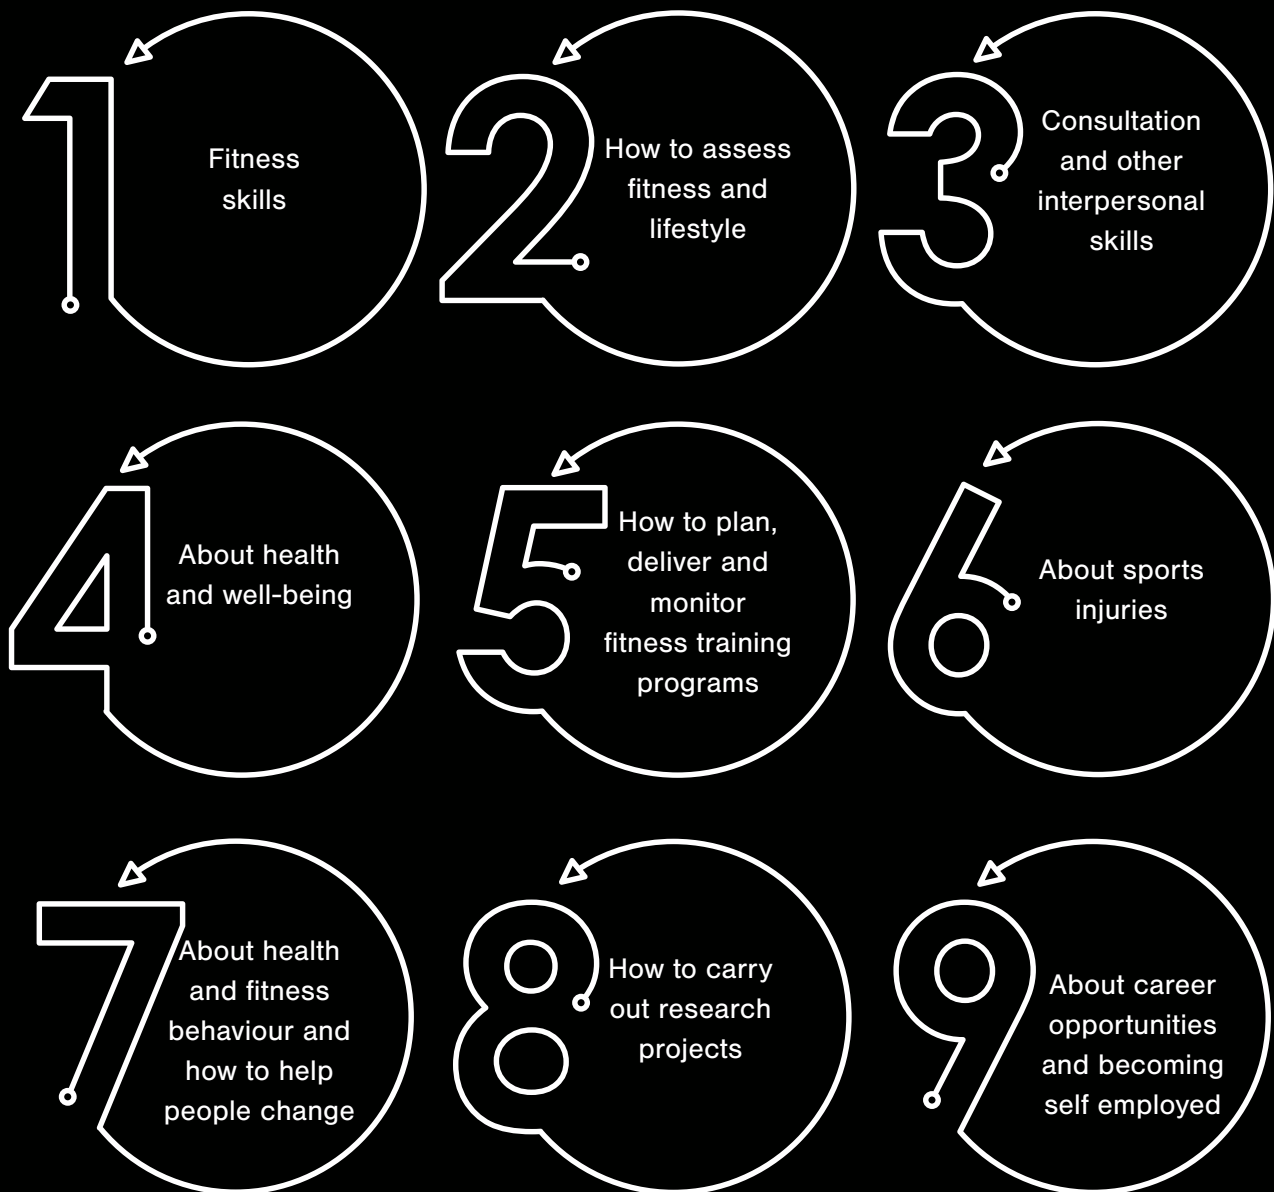 1
Fitness
skills
2
How to assess
fitness and
lifestyle
3
Consultation
and other
interpersonal
skills
4
About health
and well-being
5
How to plan,
deliver and
monitor
fitness training
programs
6
About sports
injuries
7
About health
and fitness
behaviour and
how to help
people change
8
How to carry
out research
projects
9
About career
opportunities
and becoming
self employed